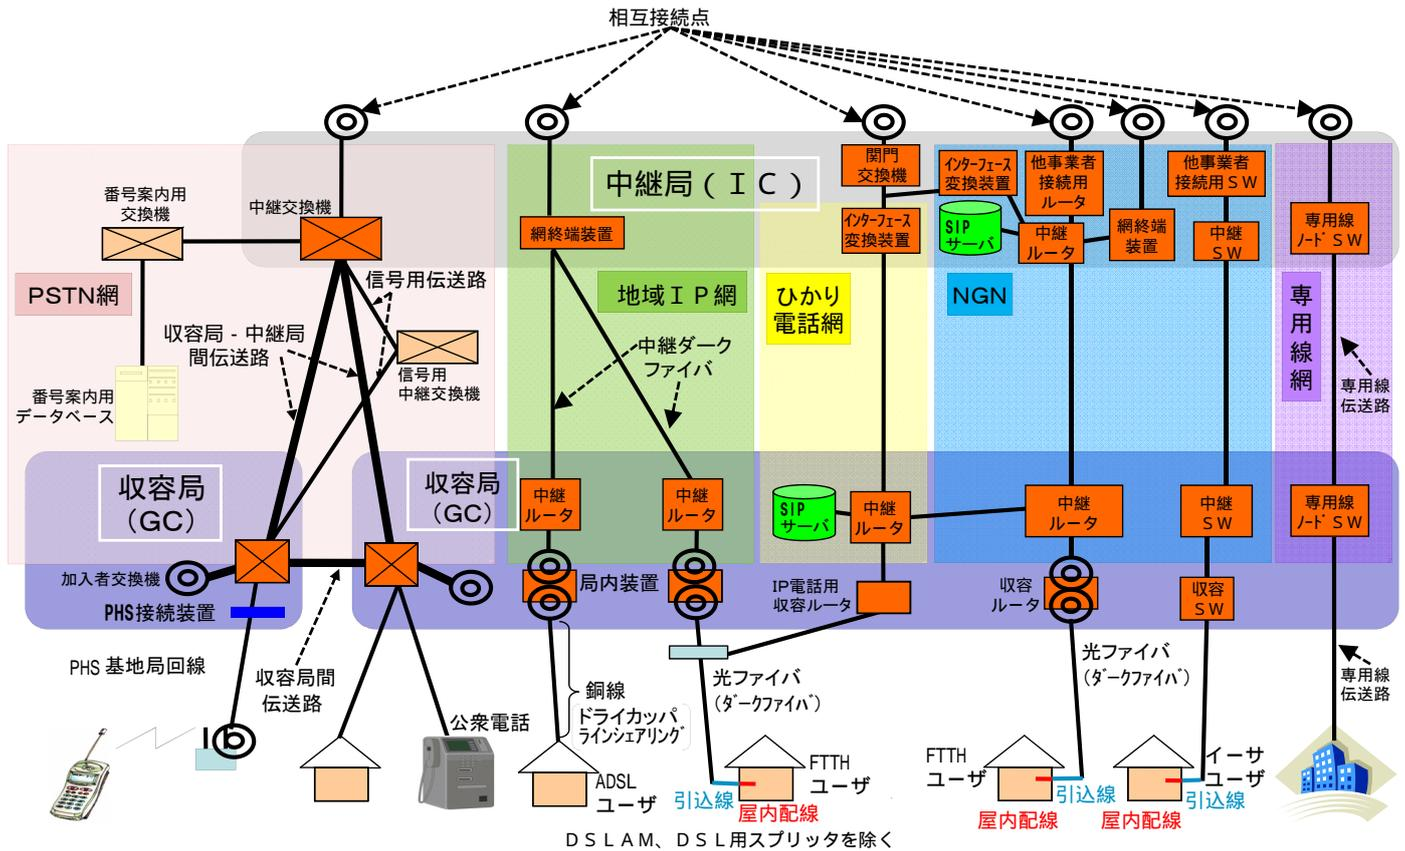 相互接続点
中継局（ＩＣ）
番号案内用
交換機
中継交換機
網終端装置
関門
交換機
インターフェース
変換装置
インターフェース
変換装置
他事業者
接続用
ルータ
SIP
サーバ
中継
ルータ
網終端
装置
他事業者
接続用ＳＷ
中継
ＳＷ
専用線
ﾉｰﾄﾞＳＷ
PSTN網
信号用伝送路
地域ＩＰ網
ひかり
電話網
NGN
専用線網
収容局‐中継局
間伝送路
信号用
中継交換機
中継ダーク
ファイバ
専用線
伝送路
番号案内用
データベース
収容局
（GC）
収容局
（GC）
中継
ルータ
中継
ルータ
SIP
サーバ
中継
ルータ
中継
ルータ
中継
ＳＷ
専用線
ﾉｰﾄﾞＳＷ
加入者交換機
PHS接続装置
局内装置
IP電話用
収容ルータ
収容
ルータ
収容
ＳＷ
PHS基地局回線
収容局間
伝送路
銅線
ドライカッパ
ラインシェアリング
光ファイバ
（ﾀﾞｰｸﾌｧｲﾊﾞ）
光ファイバ
（ﾀﾞｰｸﾌｧｲﾊﾞ）
専用線
伝送路
公衆電話
ADSL
ユーザ
FTTH
ユーザ
引込線
屋内配線
FTTH
ユーザ
引込線
屋内配線
イーサ
ユーザ
引込線
屋内配線
ＤＳＬＡＭ、ＤＳＬ用スプリッタを除く